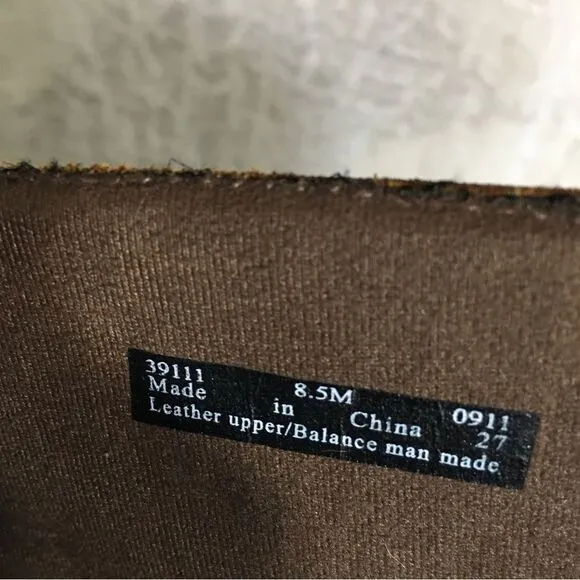 39111 8.5M 0911
Made in China 27
Leather upper/Balance man made